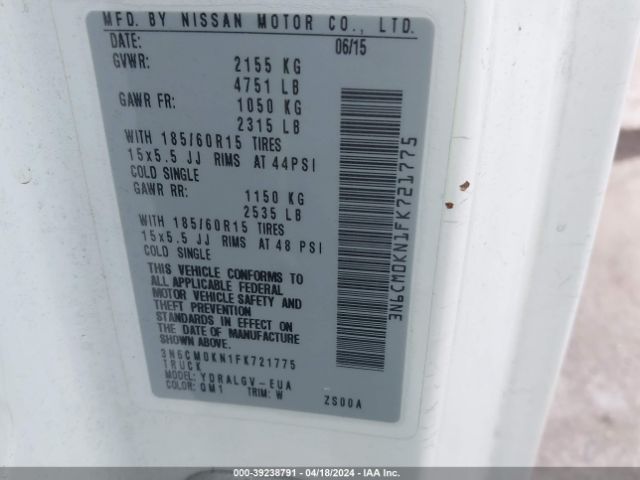 MFD. BY NISSAN MOTOR CO., LTD.
DATE: 06/15
GVWR: 2155 KG
4751 LB
GAWR FR: 1050 KG
2315 LB
WITH 185/60R15 TIRES
15x5.5 JJ RIMS AT 44PSI
COLD SINGLE
GAWR RR: 1150 KG
2535 LB
WITH 185/60R15 TIRES
15x5.5 JJ RIMS AT 48 PSI
COLD SINGLE
THIS VEHICLE CONFORMS TO
ALL APPLICABLE FEDERAL
MOTOR VEHICLE SAFETY AND
THEFT PREVENTION
STANDARDS IN EFFECT ON
THE DATE OF MANUFACTURE
SHOWN ABOVE.
3N6CM0KN1FK721775
TRUCK
MODEL: YDRALGV-EUA
COLOR: QM1 TRIM: W ZS00A
3N6CM0KN1FK721775
000-39238791 - 04/18/2024 - IAA Inc.